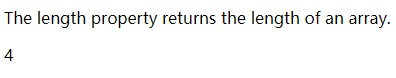 The length property returns the length of an array.
4